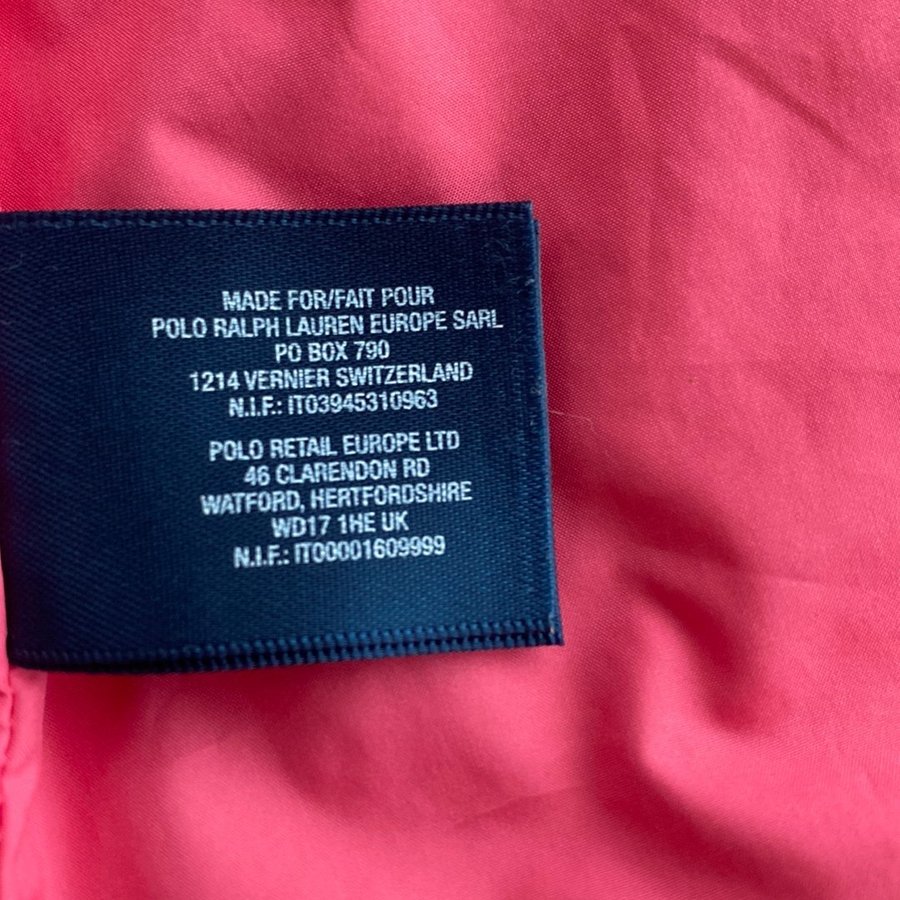 MADE FOR/FAIT POUR
POLO RALPH LAUREN EUROPE SARL
PO BOX 790
1214 VERNIER SWITZERLAND
N.I.F.: IT03945310963
POLO RETAIL EUROPE LTD
46 CLARENDON RD
WATFORD, HERTFORDSHIRE
WD17 1HE UK
N.I.F.: IT00001609999